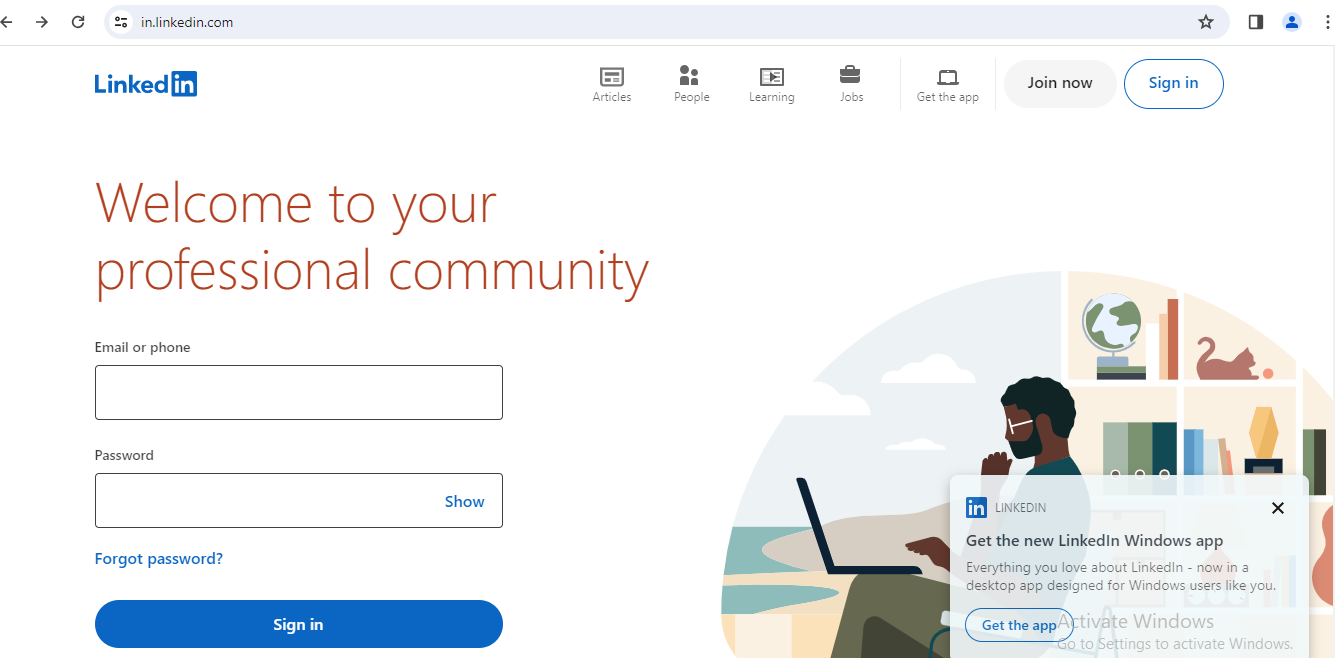 in.linkedin.com
Linkedin
Articles
People
Learning
Jobs
Get the app
Join now
Sign in
Welcome to your
professional community
Email or phone
Password
Show
Forgot password?
Sign in
in LINKEDIN
Get the new LinkedIn Windows app
Everything you love about LinkedIn - now in a
desktop app designed for Windows users like you.
Get the app
Activate Windows
Go to Settings to activate Windows.